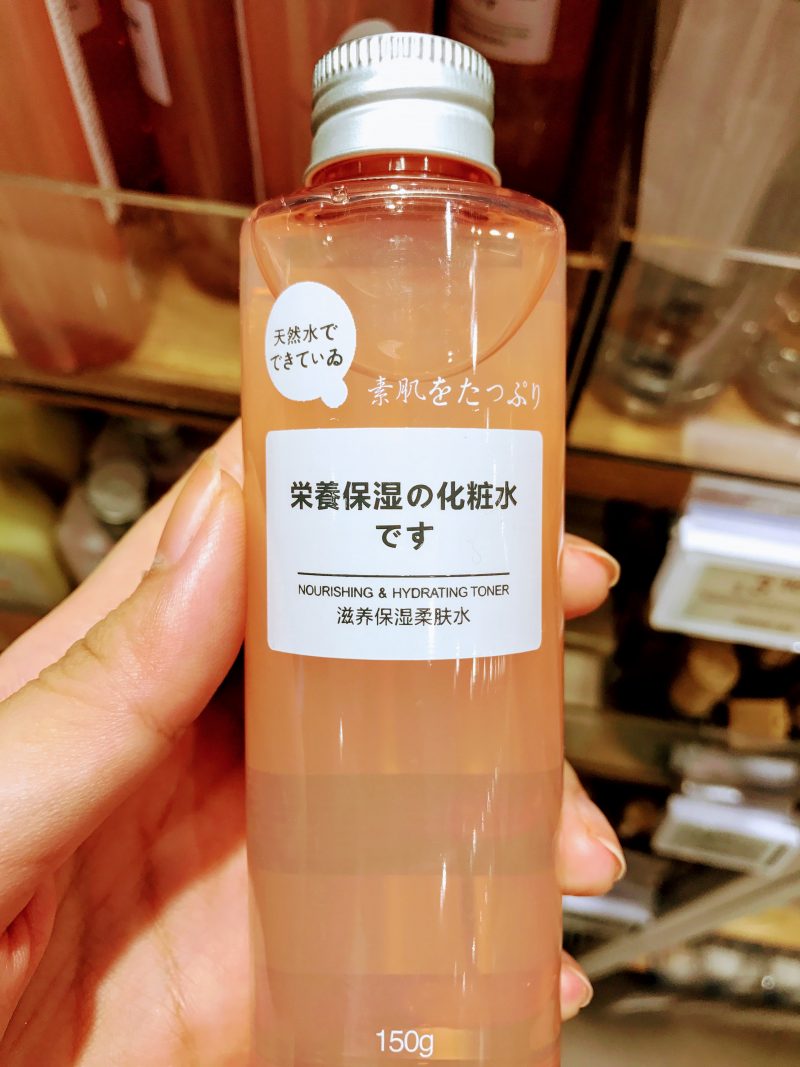 天然水で
できていゐ
素肌をたっぷり
栄養保湿の化粧水
です
NOURISHING & HYDRATING TONER
滋养保湿柔肤水
150g